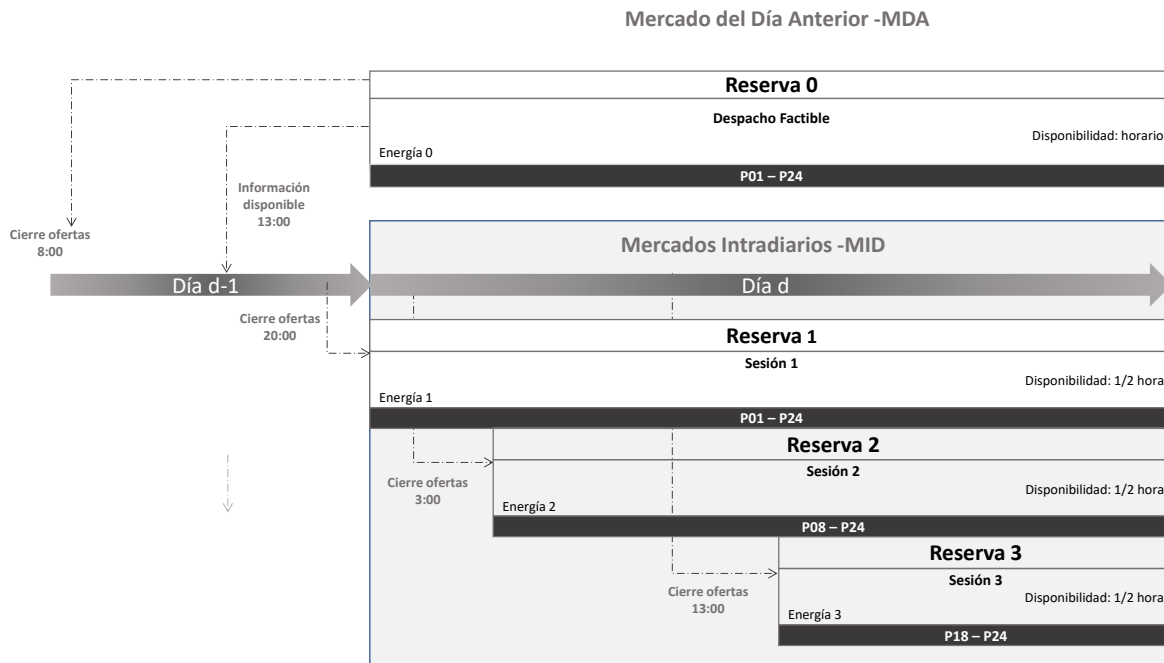 Mercado del Día Anterior -MDA
Reserva 0
Despacho Factible
Disponibilidad: horario
Energía 0
P01 – P24
Información
disponible
13:00
Cierre ofertas
8:00
Mercados Intradiarios -MID
Día d-1
Día d
Cierre ofertas
20:00
Reserva 1
Sesión 1
Disponibilidad: 1/2 hora
Energía 1
P01 – P24
Reserva 2
Sesión 2
Cierre ofertas
3:00
Disponibilidad: 1/2 hora
Energía 2
P08 – P24
Reserva 3
Sesión 3
Cierre ofertas
13:00
Disponibilidad: 1/2 hora
Energía 3
P18 – P24